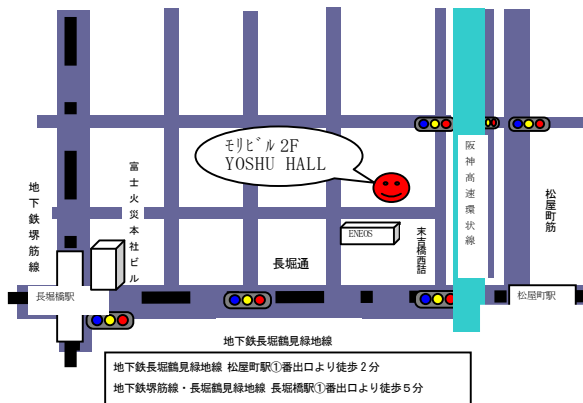 モリビル 2F
YOSHU HALL
阪神高速環状線
松屋町筋
富士火災本社ビル
地下鉄堺筋線
ENEOS
末吉橋西詰
長堀通
長堀橋駅
松屋町駅
地下鉄長堀鶴見緑地線
地下鉄長堀鶴見緑地線 松屋町駅①番出口より徒歩2分
地下鉄堺筋線・長堀鶴見緑地線 長堀橋駅①番出口より徒歩5分